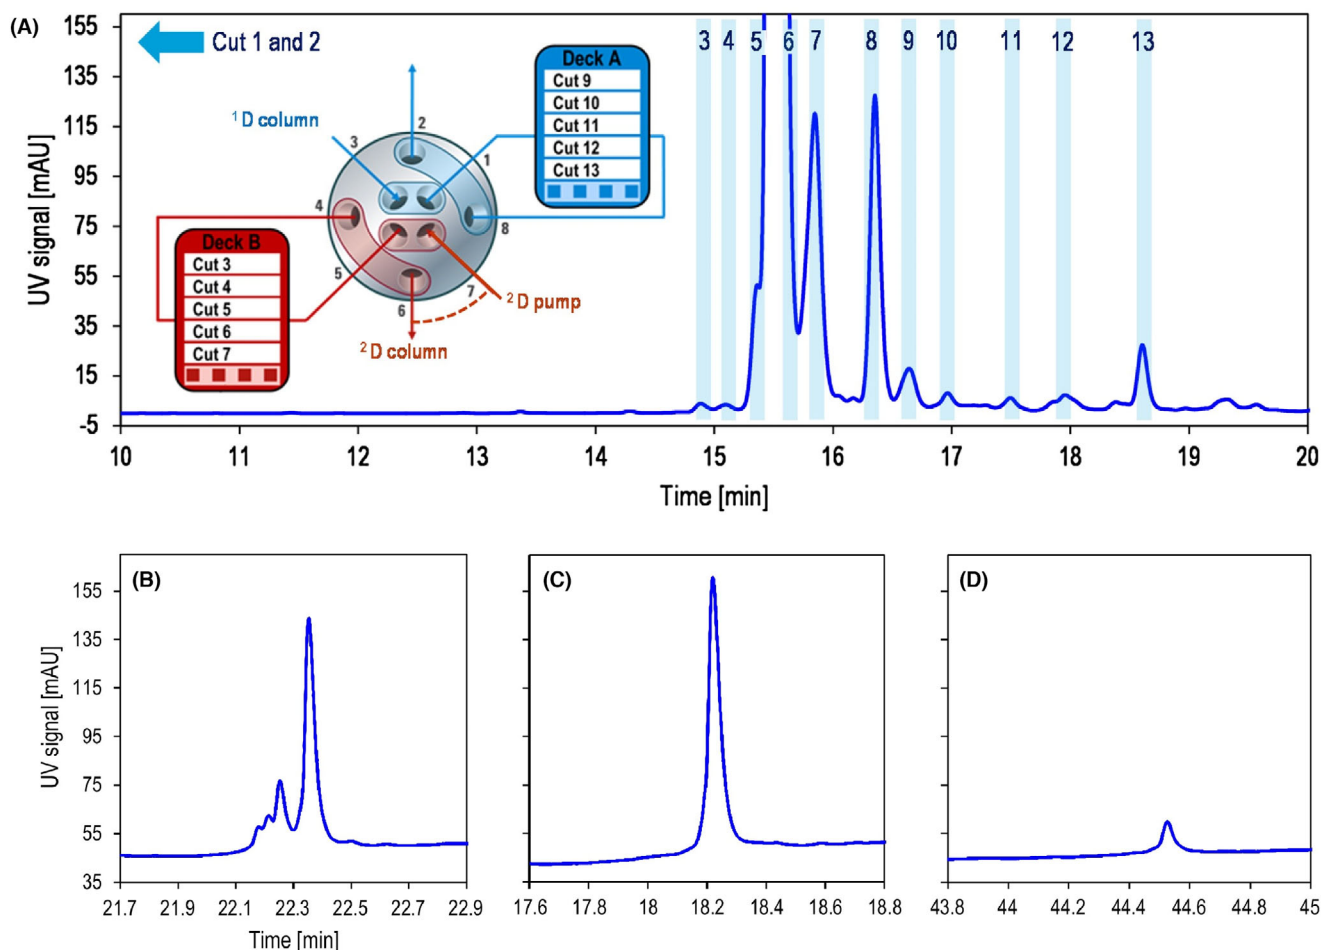 (A)
Cut 1 and 2
3 4 5 6 7 8 9 10 11 12 13
155
135
115
95
75
55
35
15
-5
UV signal [mAU]
10 11 12 13 14 15 16 17 18 19 20
Time [min]
Deck A
Cut 9
Cut 10
Cut 11
Cut 12
Cut 13
¹D column
2
3
1
4
8
5
7
6
Deck B
Cut 3
Cut 4
Cut 5
Cut 6
Cut 7
²D pump
²D column
(B)
155
135
115
95
75
55
35
UV signal [mAU]
21.7 21.9 22.1 22.3 22.5 22.7 22.9
Time [min]
(C)
17.6 17.8 18 18.2 18.4 18.6 18.8
(D)
43.8 44 44.2 44.4 44.6 44.8 45